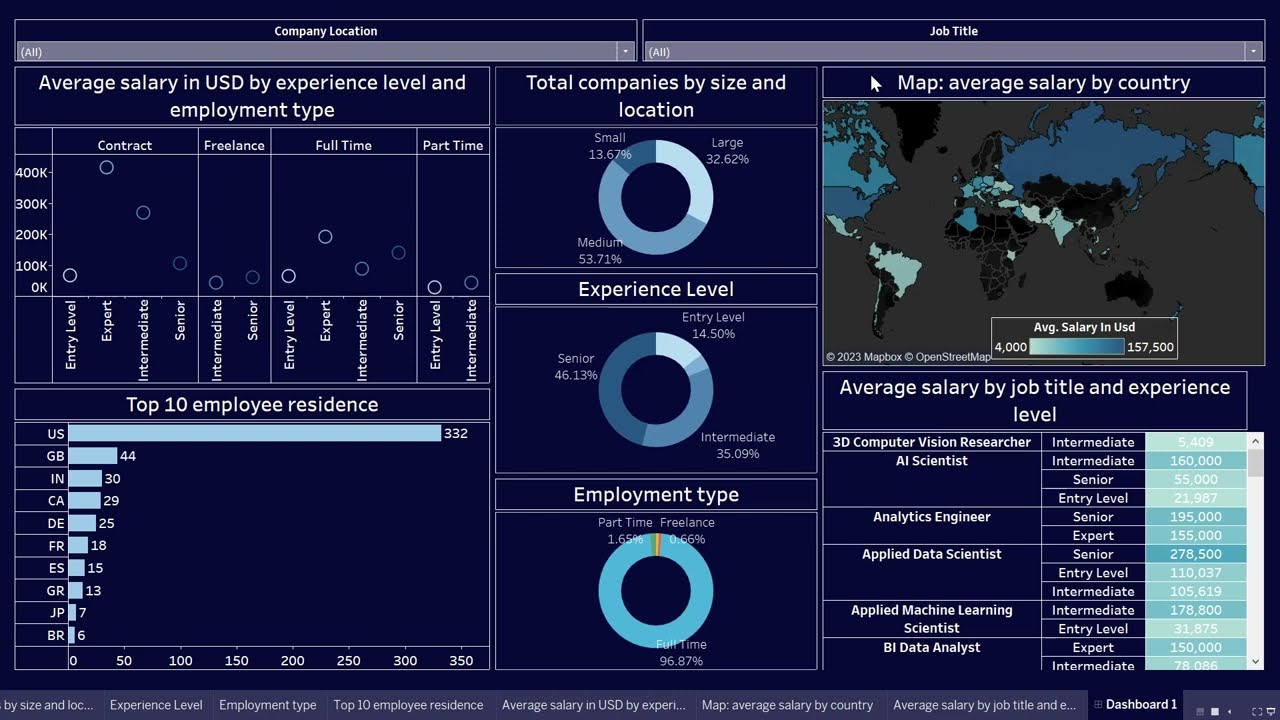 Company Location
(All)
Job Title
(All)
Average salary in USD by experience level and
employment type
Contract
Freelance
Full Time
Part Time
400K
300K
200K
100K
0K
Entry Level
Expert
Intermediate
Senior
Intermediate
Senior
Entry Level
Expert
Intermediate
Senior
Entry Level
Intermediate
Top 10 employee residence
US 332
GB 44
IN 30
CA 29
DE 25
FR 18
ES 15
GR 13
JP 7
BR 6
0 50 100 150 200 250 300 350
Total companies by size and
location
Small
13.67%
Large
32.62%
Medium
53.71%
Experience Level
Entry Level
14.50%
Senior
46.13%
Intermediate
35.09%
Employment type
Part Time
1.65%
Freelance
0.66%
Full Time
96.87%
Map: average salary by country
Avg. Salary In Usd
4,000 157,500
© 2023 Mapbox © OpenStreetMap
Average salary by job title and experience
level
3D Computer Vision Researcher Intermediate 5,409
AI Scientist Intermediate 160,000
Senior 55,000
Entry Level 21,987
Analytics Engineer Senior 195,000
Expert 155,000
Applied Data Scientist Senior 278,500
Entry Level 110,037
Intermediate 105,619
Applied Machine Learning Intermediate 178,800
Scientist Entry Level 31,875
BI Data Analyst Expert 150,000
Intermediate 78,086
by size and loc...
Experience Level
Employment type
Top 10 employee residence
Average salary in USD by experi...
Map: average salary by country
Average salary by job title and e...
Dashboard 1